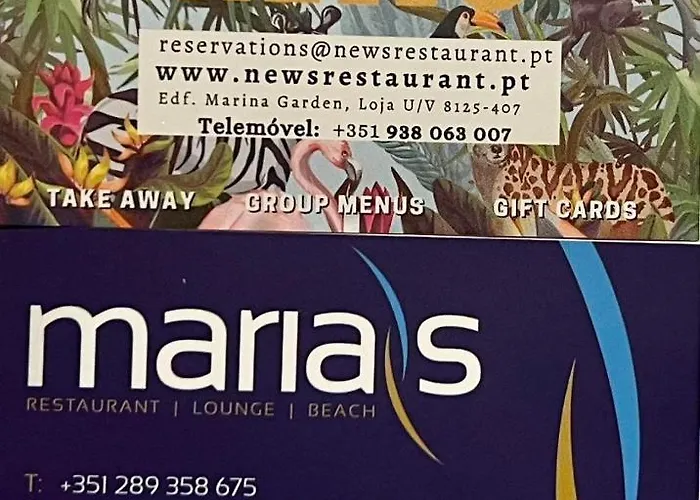 reservations@newsrestaurant.pt
www.newsrestaurant.pt
Edf. Marina Garden, Loja U/V 8125-407
Telemóvel: +351 938 063 007
TAKE AWAY GROUP MENUS GIFT CARDS
maria's
RESTAURANT | LOUNGE | BEACH
T: +351 289 358 675